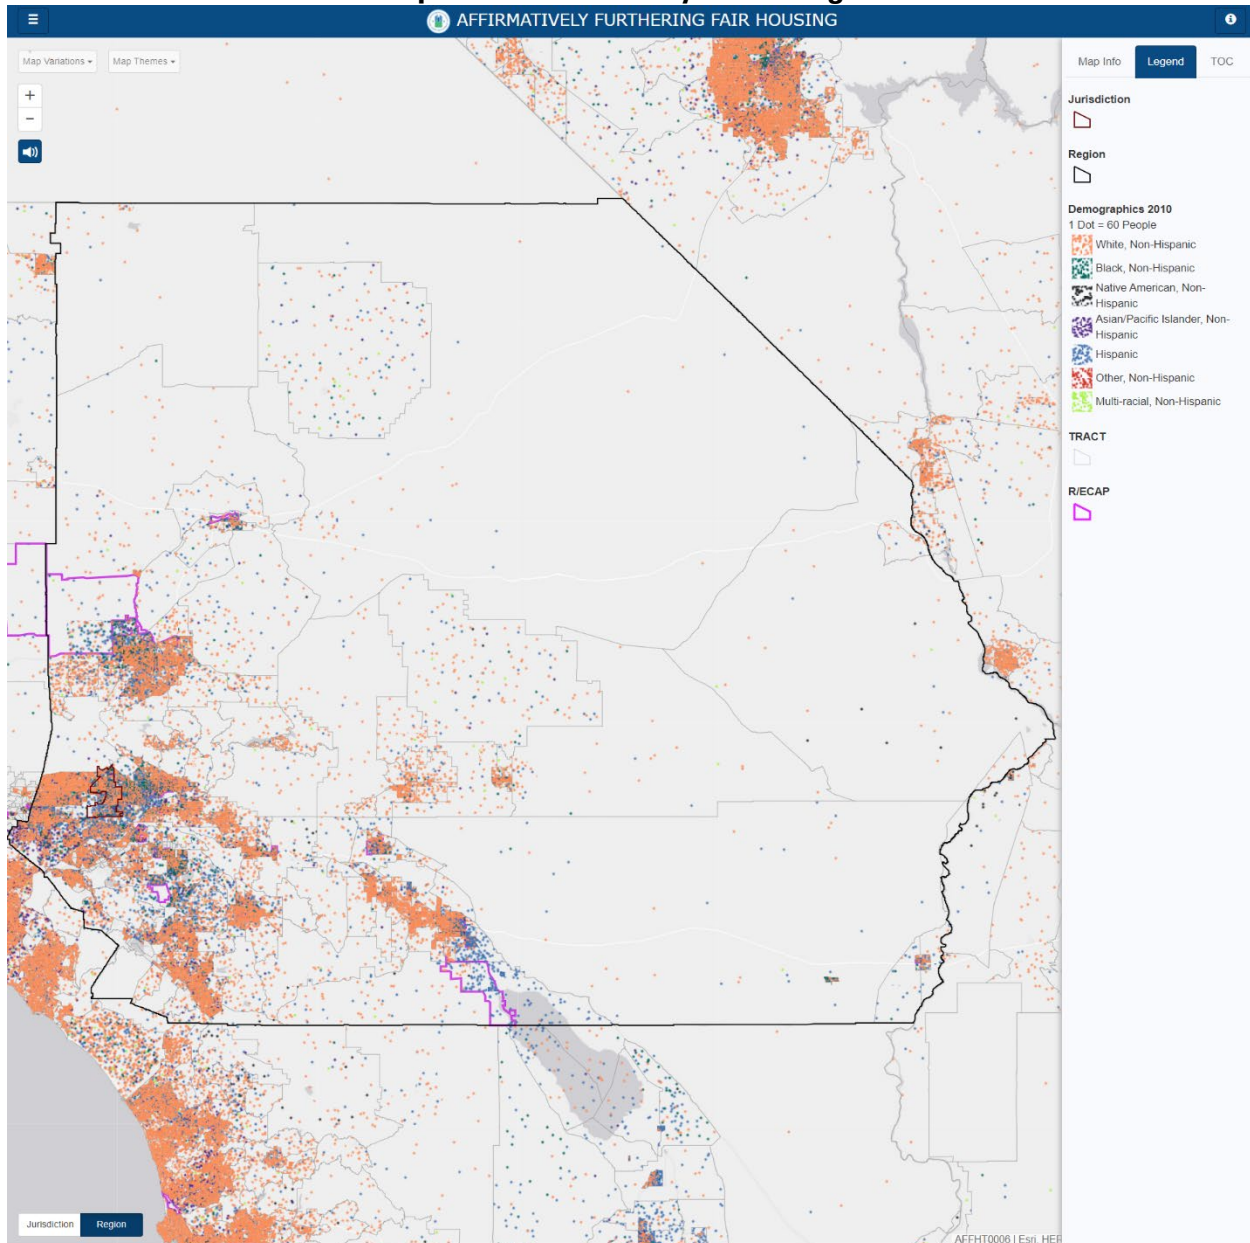 AFFIRMATIVELY FURTHERING FAIR HOUSING
Map Variations
Map Themes
+
−
Map Info
Legend
TOC
Jurisdiction
Region
Demographics 2010
1 Dot = 60 People
White, Non-Hispanic
Black, Non-Hispanic
Native American, Non-
Hispanic
Asian/Pacific Islander, Non-
Hispanic
Hispanic
Other, Non-Hispanic
Multi-racial, Non-Hispanic
TRACT
R/ECAP
Jurisdiction
Region
AFFHT0006 | Esri, HER